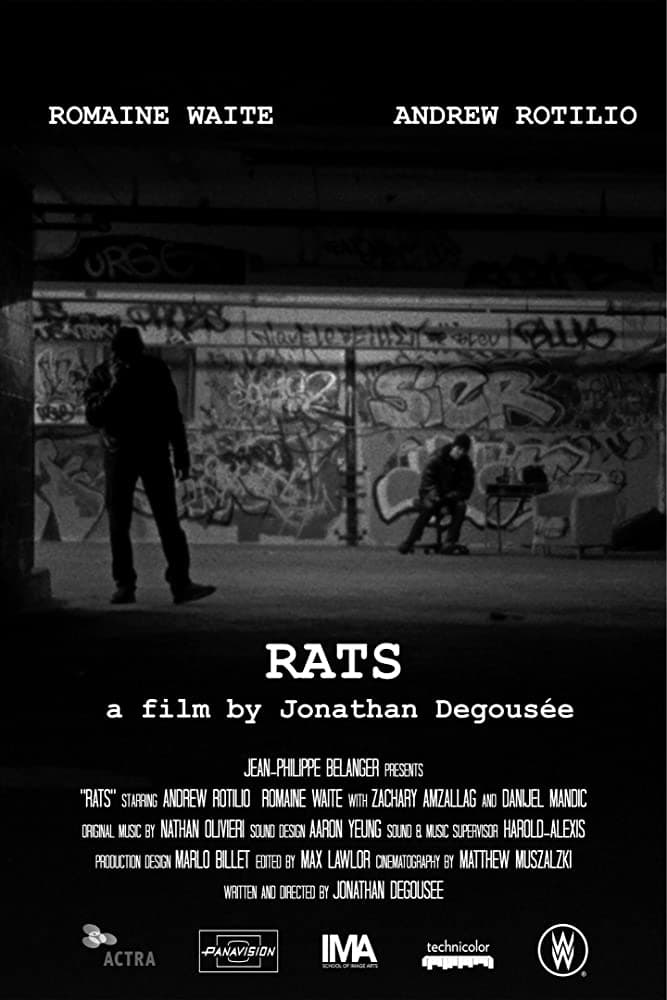 ROMAINE WAITE ANDREW ROTILIO
URGE
SER
RATS
a film by Jonathan Degousée
JEAN-PHILIPPE BELANGER PRESENTS
"RATS" STARRING ANDREW ROTILIO ROMAINE WAITE WITH ZACHARY AMZALLAG AND DANIJEL MANDIC
ORIGINAL MUSIC BY NATHAN OLIVIERI SOUND DESIGN AARON YEUNG SOUND & MUSIC SUPERVISOR HAROLD-ALEXIS
PRODUCTION DESIGN MARLO BILLET EDITED BY MAX LAWLOR CINEMATOGRAPHY BY MATTHEW MUSZALZKI
WRITTEN AND DIRECTED BY JONATHAN DEGOUSEE
ACTRA PANAVISION IMA technicolor W
SCHOOL OF IMAGE ARTS